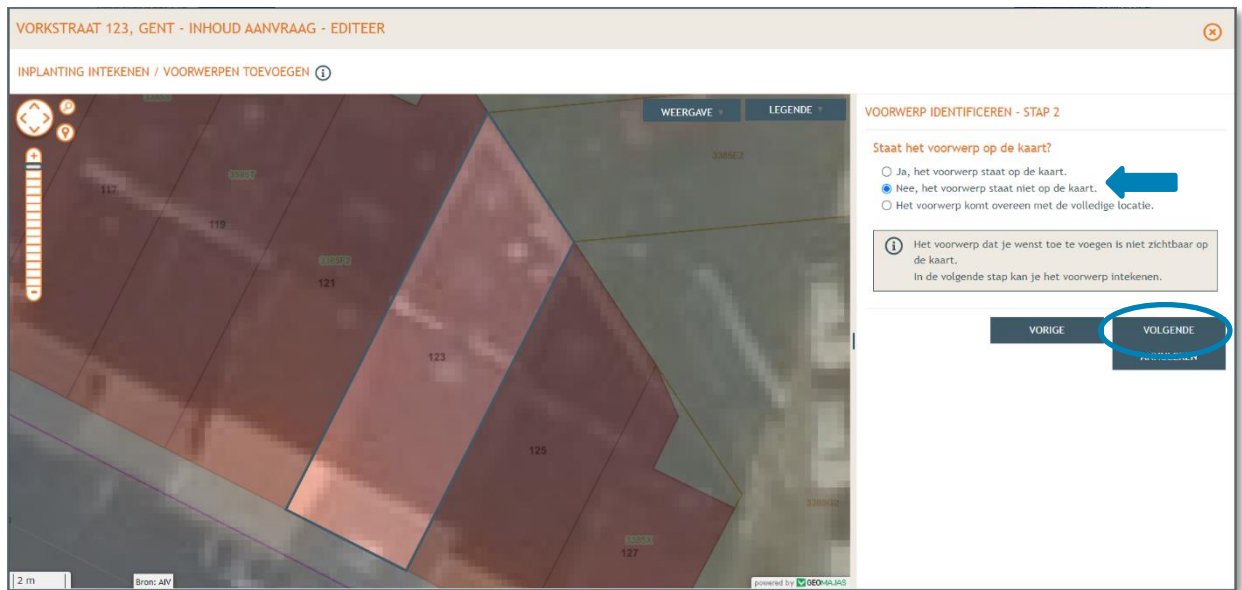 VORKSTRAAT 123, GENT - INHOUD AANVRAAG - EDITEER
INPLANTING INTEKENEN / VOORWERPEN TOEVOEGEN
WEERGAVE
LEGENDE
3385E2
3385T
117
119
3385F2
121
123
125
127
2 m
Bron: AIV
powered by GEOMAJAS
VOORWERP IDENTIFICEREN - STAP 2
Staat het voorwerp op de kaart?
Ja, het voorwerp staat op de kaart.
Nee, het voorwerp staat niet op de kaart.
Het voorwerp komt overeen met de volledige locatie.
Het voorwerp dat je wenst toe te voegen is niet zichtbaar op
de kaart.
In de volgende stap kan je het voorwerp intekenen.
VORIGE
VOLGENDE